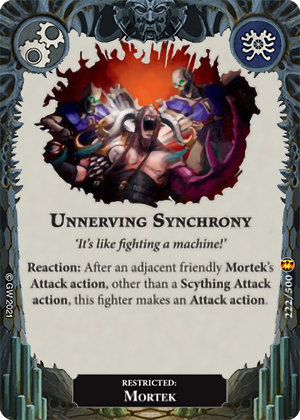 UNNERVING SYNCHRONY
'It's like fighting a machine!'
Reaction: After an adjacent friendly Mortek's
Attack action, other than a Scything Attack
action, this fighter makes an Attack action.
© GW 2021
222/500
RESTRICTED:
MORTEK